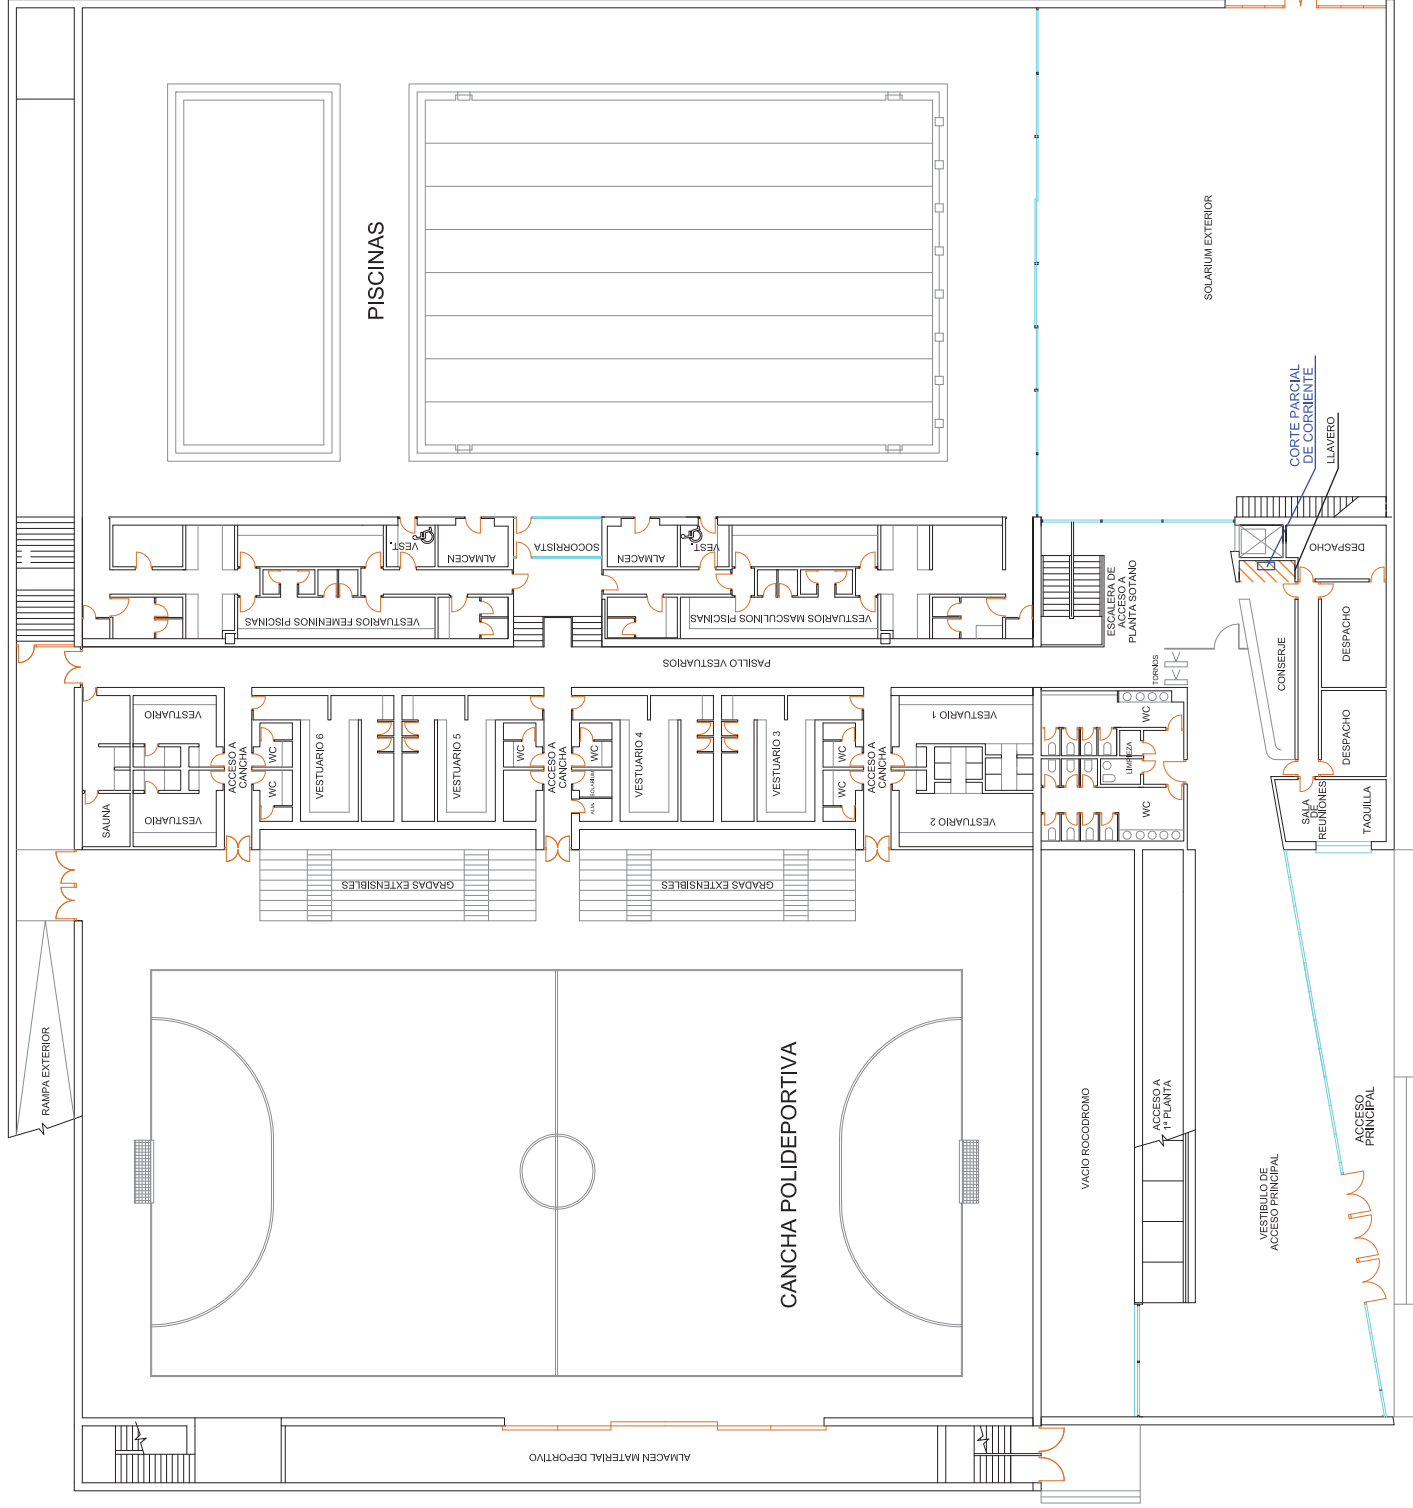 PISCINAS
SOLARIUM EXTERIOR
CORTE PARCIAL
DE CORRIENTE
LLAVERO
VEST.
ALMACEN
SOCORRISTA
ALMACEN
VEST.
DESPACHO
ESCALERA DE
ACCESO A
PLANTA SOTANO
VESTUARIOS FEMENINOS PISCINAS
VESTUARIOS MASCULINOS PISCINAS
PASILLO VESTUARIOS
TORNOS
CONSERJE
DESPACHO
DESPACHO
VESTUARIO
ACCESO A
CANCHA
WC
WC
VESTUARIO 6
VESTUARIO 5
WC
ACCESO A
CANCHA
WC
SOLARIUM
ALM.
VESTUARIO 4
VESTUARIO 3
WC
WC
ACCESO A
CANCHA
VESTUARIO 1
WC
LIMPIEZA
WC
SAUNA
VESTUARIO
VESTUARIO 2
SALA
DE
REUNIONES
TAQUILLA
GRADAS EXTENSIBLES
GRADAS EXTENSIBLES
RAMPA EXTERIOR
CANCHA POLIDEPORTIVA
VACIO ROCODROMO
ACCESO A
1ª PLANTA
ACCESO
PRINCIPAL
VESTIBULO DE
ACCESO PRINCIPAL
ALMACEN MATERIAL DEPORTIVO